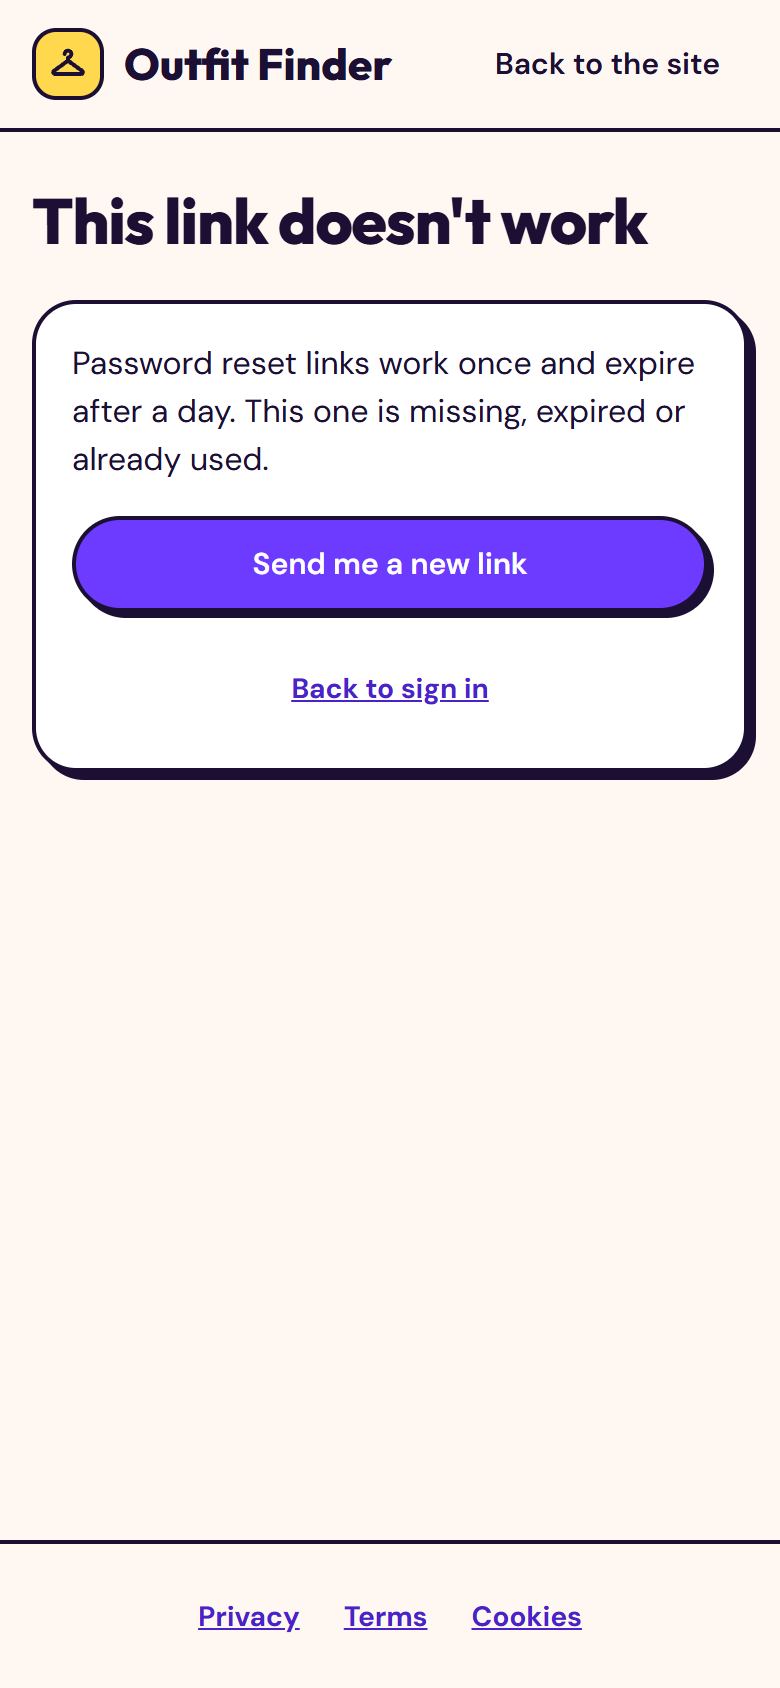 Outfit Finder
Back to the site
This link doesn't work
Password reset links work once and expire
after a day. This one is missing, expired or
already used.
Send me a new link
Back to sign in
Privacy Terms Cookies